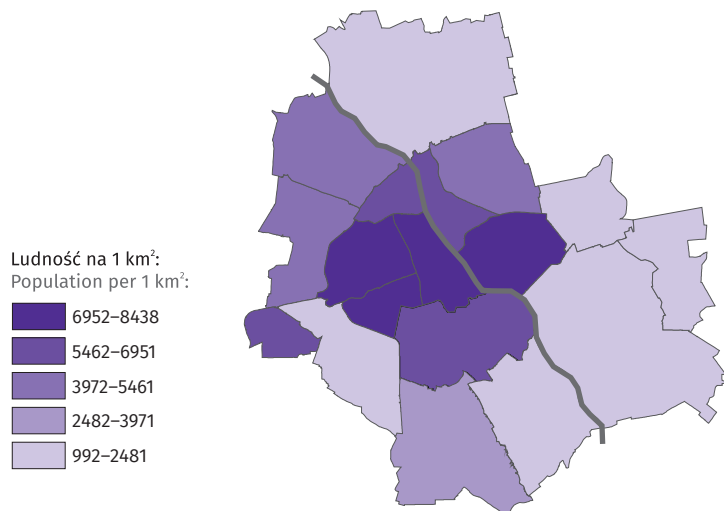 Ludność na 1 km²:
Population per 1 km²:
6952–8438
5462–6951
3972–5461
2482–3971
992–2481